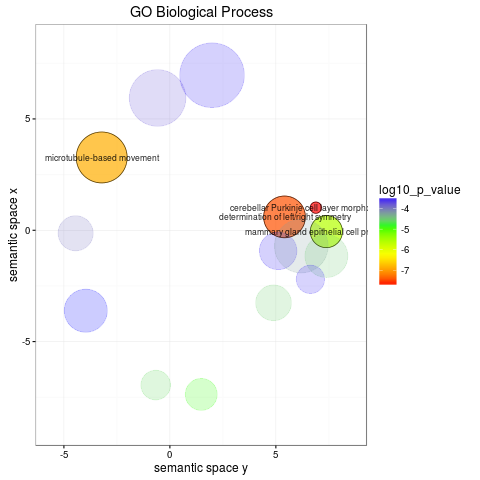 GO Biological Process
5
0
-5
semantic space x
microtubule-based movement
cerebellar Purkinje cell layer morph
determination of left/right symmetry
mammary gland epithelial cell pr
-5
0
5
semantic space y
log10_p_value
-4
-5
-6
-7